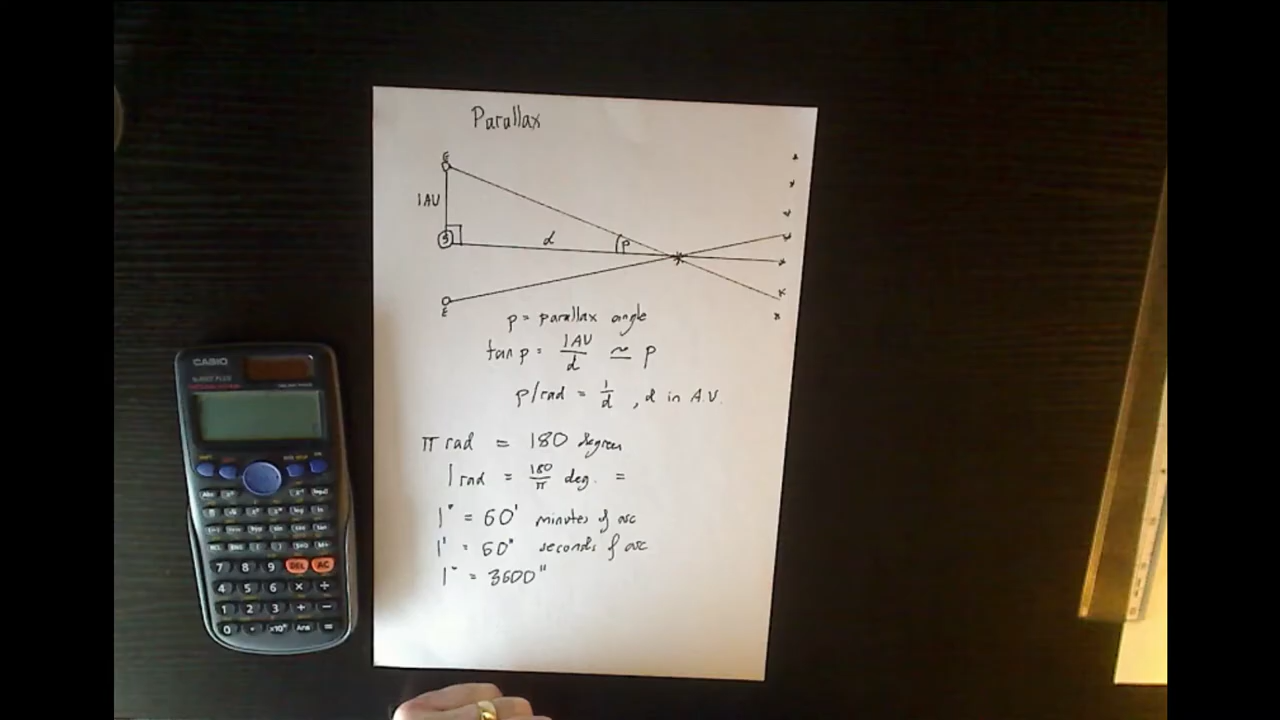 Parallax
E
1AU
S
d
p
E
p = parallax angle
tan p = 1AU/d ≃ p
p/rad = 1/d , d in A.U.
π rad = 180 degrees
1 rad = 180/π deg. =
1° = 60' minutes of arc
1' = 60" seconds of arc
1° = 3600"
CASIO
7 8 9 DEL AC
4 5 6 × ÷
1 2 3 + −
0 . ×10ˣ Ans =